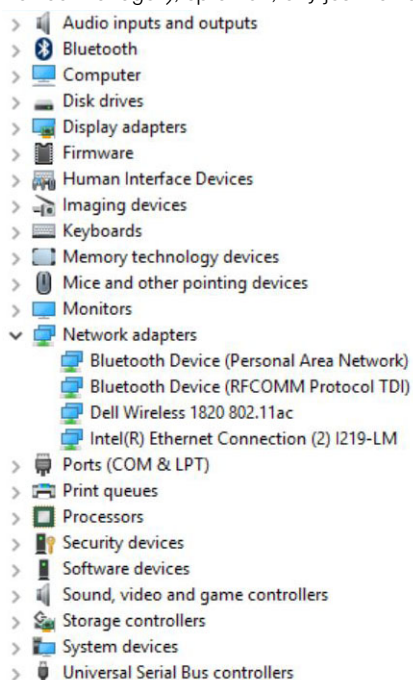 Audio inputs and outputs
Bluetooth
Computer
Disk drives
Display adapters
Firmware
Human Interface Devices
Imaging devices
Keyboards
Memory technology devices
Mice and other pointing devices
Monitors
Network adapters
Bluetooth Device (Personal Area Network)
Bluetooth Device (RFCOMM Protocol TDI)
Dell Wireless 1820 802.11ac
Intel(R) Ethernet Connection (2) I219-LM
Ports (COM & LPT)
Print queues
Processors
Security devices
Software devices
Sound, video and game controllers
Storage controllers
System devices
Universal Serial Bus controllers